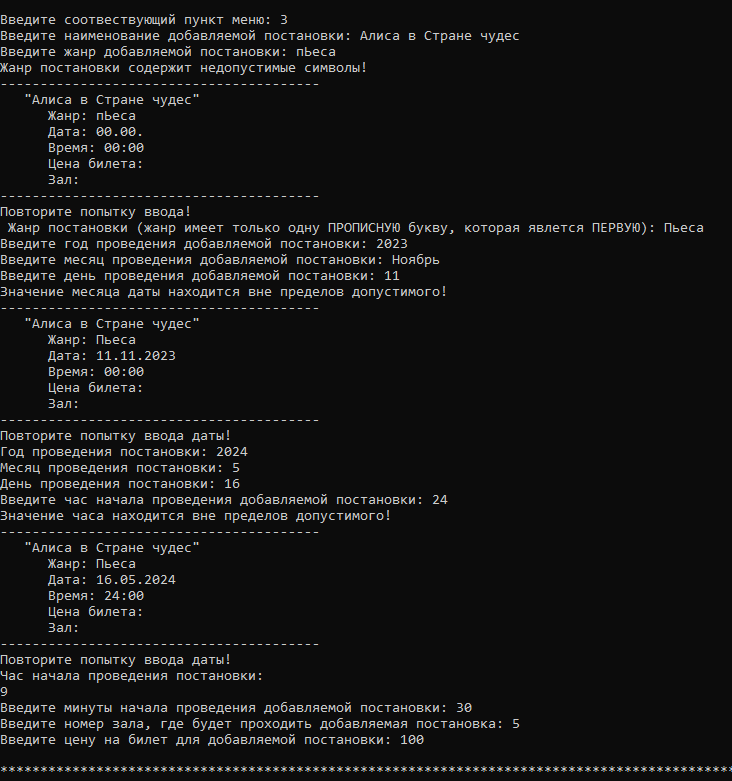 Введите соотвествующий пункт меню: 3
Введите наименование добавляемой постановки: Алиса в Стране чудес
Введите жанр добавляемой постановки: пЬеса
Жанр постановки содержит недопустимые символы!
----------------------------------------
"Алиса в Стране чудес"
Жанр: пЬеса
Дата: 00.00.
Время: 00:00
Цена билета:
Зал:
----------------------------------------
Повторите попытку ввода!
Жанр постановки (жанр имеет только одну ПРОПИСНУЮ букву, которая явлется ПЕРВУЮ): Пьеса
Введите год проведения добавляемой постановки: 2023
Введите месяц проведения добавляемой постановки: Ноябрь
Введите день проведения добавляемой постановки: 11
Значение месяца даты находится вне пределов допустимого!
----------------------------------------
"Алиса в Стране чудес"
Жанр: Пьеса
Дата: 11.11.2023
Время: 00:00
Цена билета:
Зал:
----------------------------------------
Повторите попытку ввода даты!
Год проведения постановки: 2024
Месяц проведения постановки: 5
День проведения постановки: 16
Введите час начала проведения добавляемой постановки: 24
Значение часа находится вне пределов допустимого!
----------------------------------------
"Алиса в Стране чудес"
Жанр: Пьеса
Дата: 16.05.2024
Время: 24:00
Цена билета:
Зал:
----------------------------------------
Повторите попытку ввода даты!
Час начала проведения постановки:
9
Введите минуты начала проведения добавляемой постановки: 30
Введите номер зала, где будет проходить добавляемая постановка: 5
Введите цену на билет для добавляемой постановки: 100
********************************************************************************************